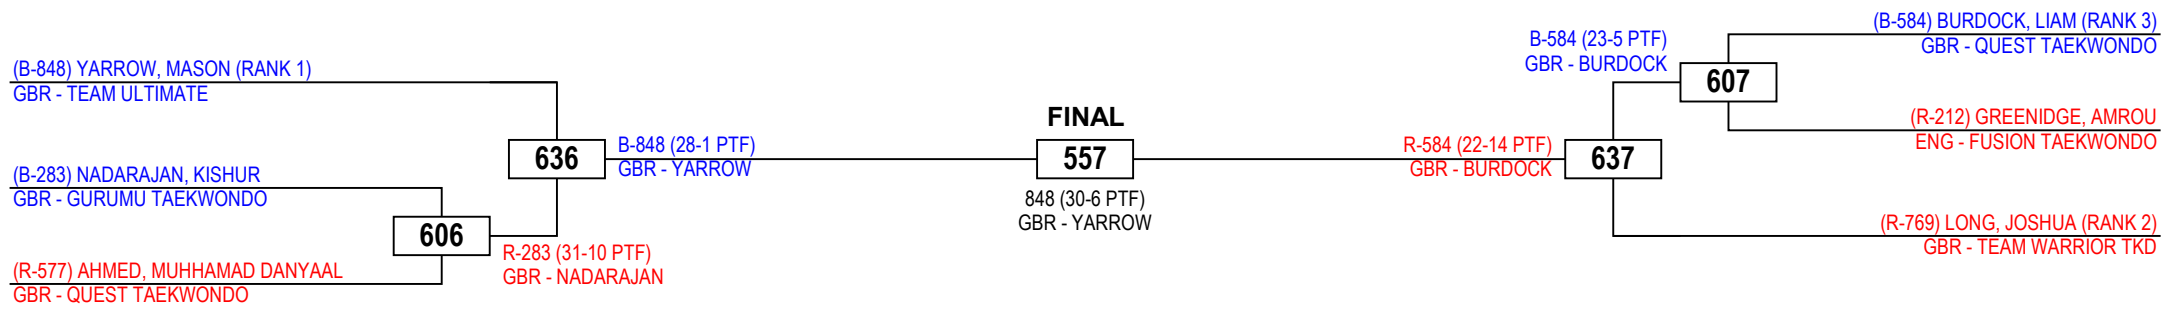 (B-848) YARROW, MASON (RANK 1)
GBR - TEAM ULTIMATE
(B-283) NADARAJAN, KISHUR
GBR - GURUMU TAEKWONDO
(R-577) AHMED, MUHHAMAD DANYAAL
GBR - QUEST TAEKWONDO
606
R-283 (31-10 PTF)
GBR - NADARAJAN
636
B-848 (28-1 PTF)
GBR - YARROW
FINAL
557
848 (30-6 PTF)
GBR - YARROW
R-584 (22-14 PTF)
GBR - BURDOCK
637
B-584 (23-5 PTF)
GBR - BURDOCK
607
(B-584) BURDOCK, LIAM (RANK 3)
GBR - QUEST TAEKWONDO
(R-212) GREENIDGE, AMROU
ENG - FUSION TAEKWONDO
(R-769) LONG, JOSHUA (RANK 2)
GBR - TEAM WARRIOR TKD